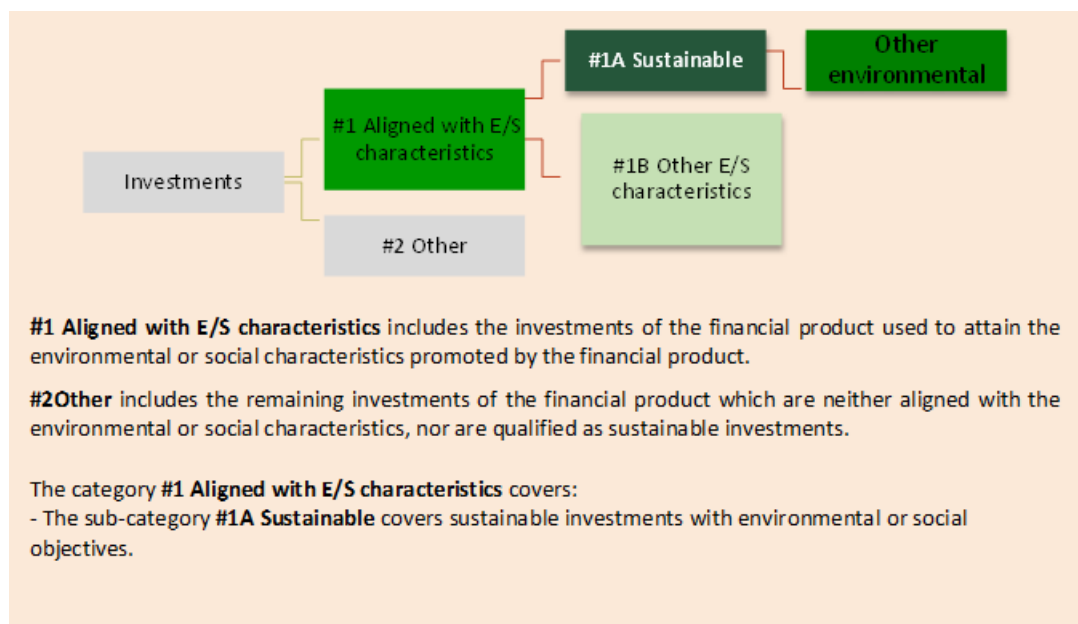 #1A Sustainable
Other
environmental
#1 Aligned with E/S
characteristics
#1B Other E/S
characteristics
Investments
#2 Other
#1 Aligned with E/S characteristics includes the investments of the financial product used to attain the
environmental or social characteristics promoted by the financial product.
#2Other includes the remaining investments of the financial product which are neither aligned with the
environmental or social characteristics, nor are qualified as sustainable investments.
The category #1 Aligned with E/S characteristics covers:
- The sub-category #1A Sustainable covers sustainable investments with environmental or social
objectives.